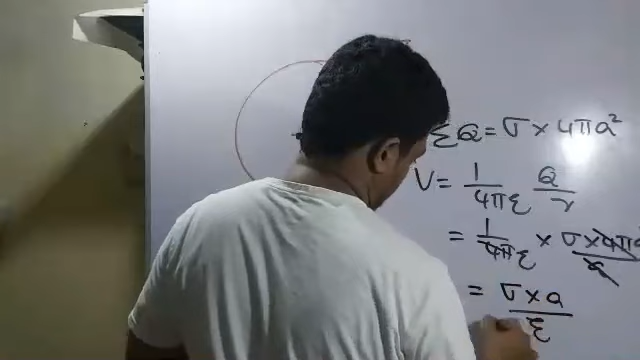 ΣQ = σ × 4πa²
V = 1/4πε Q/r
= 1/4πε × σ × 4πa
= σ × a/ε